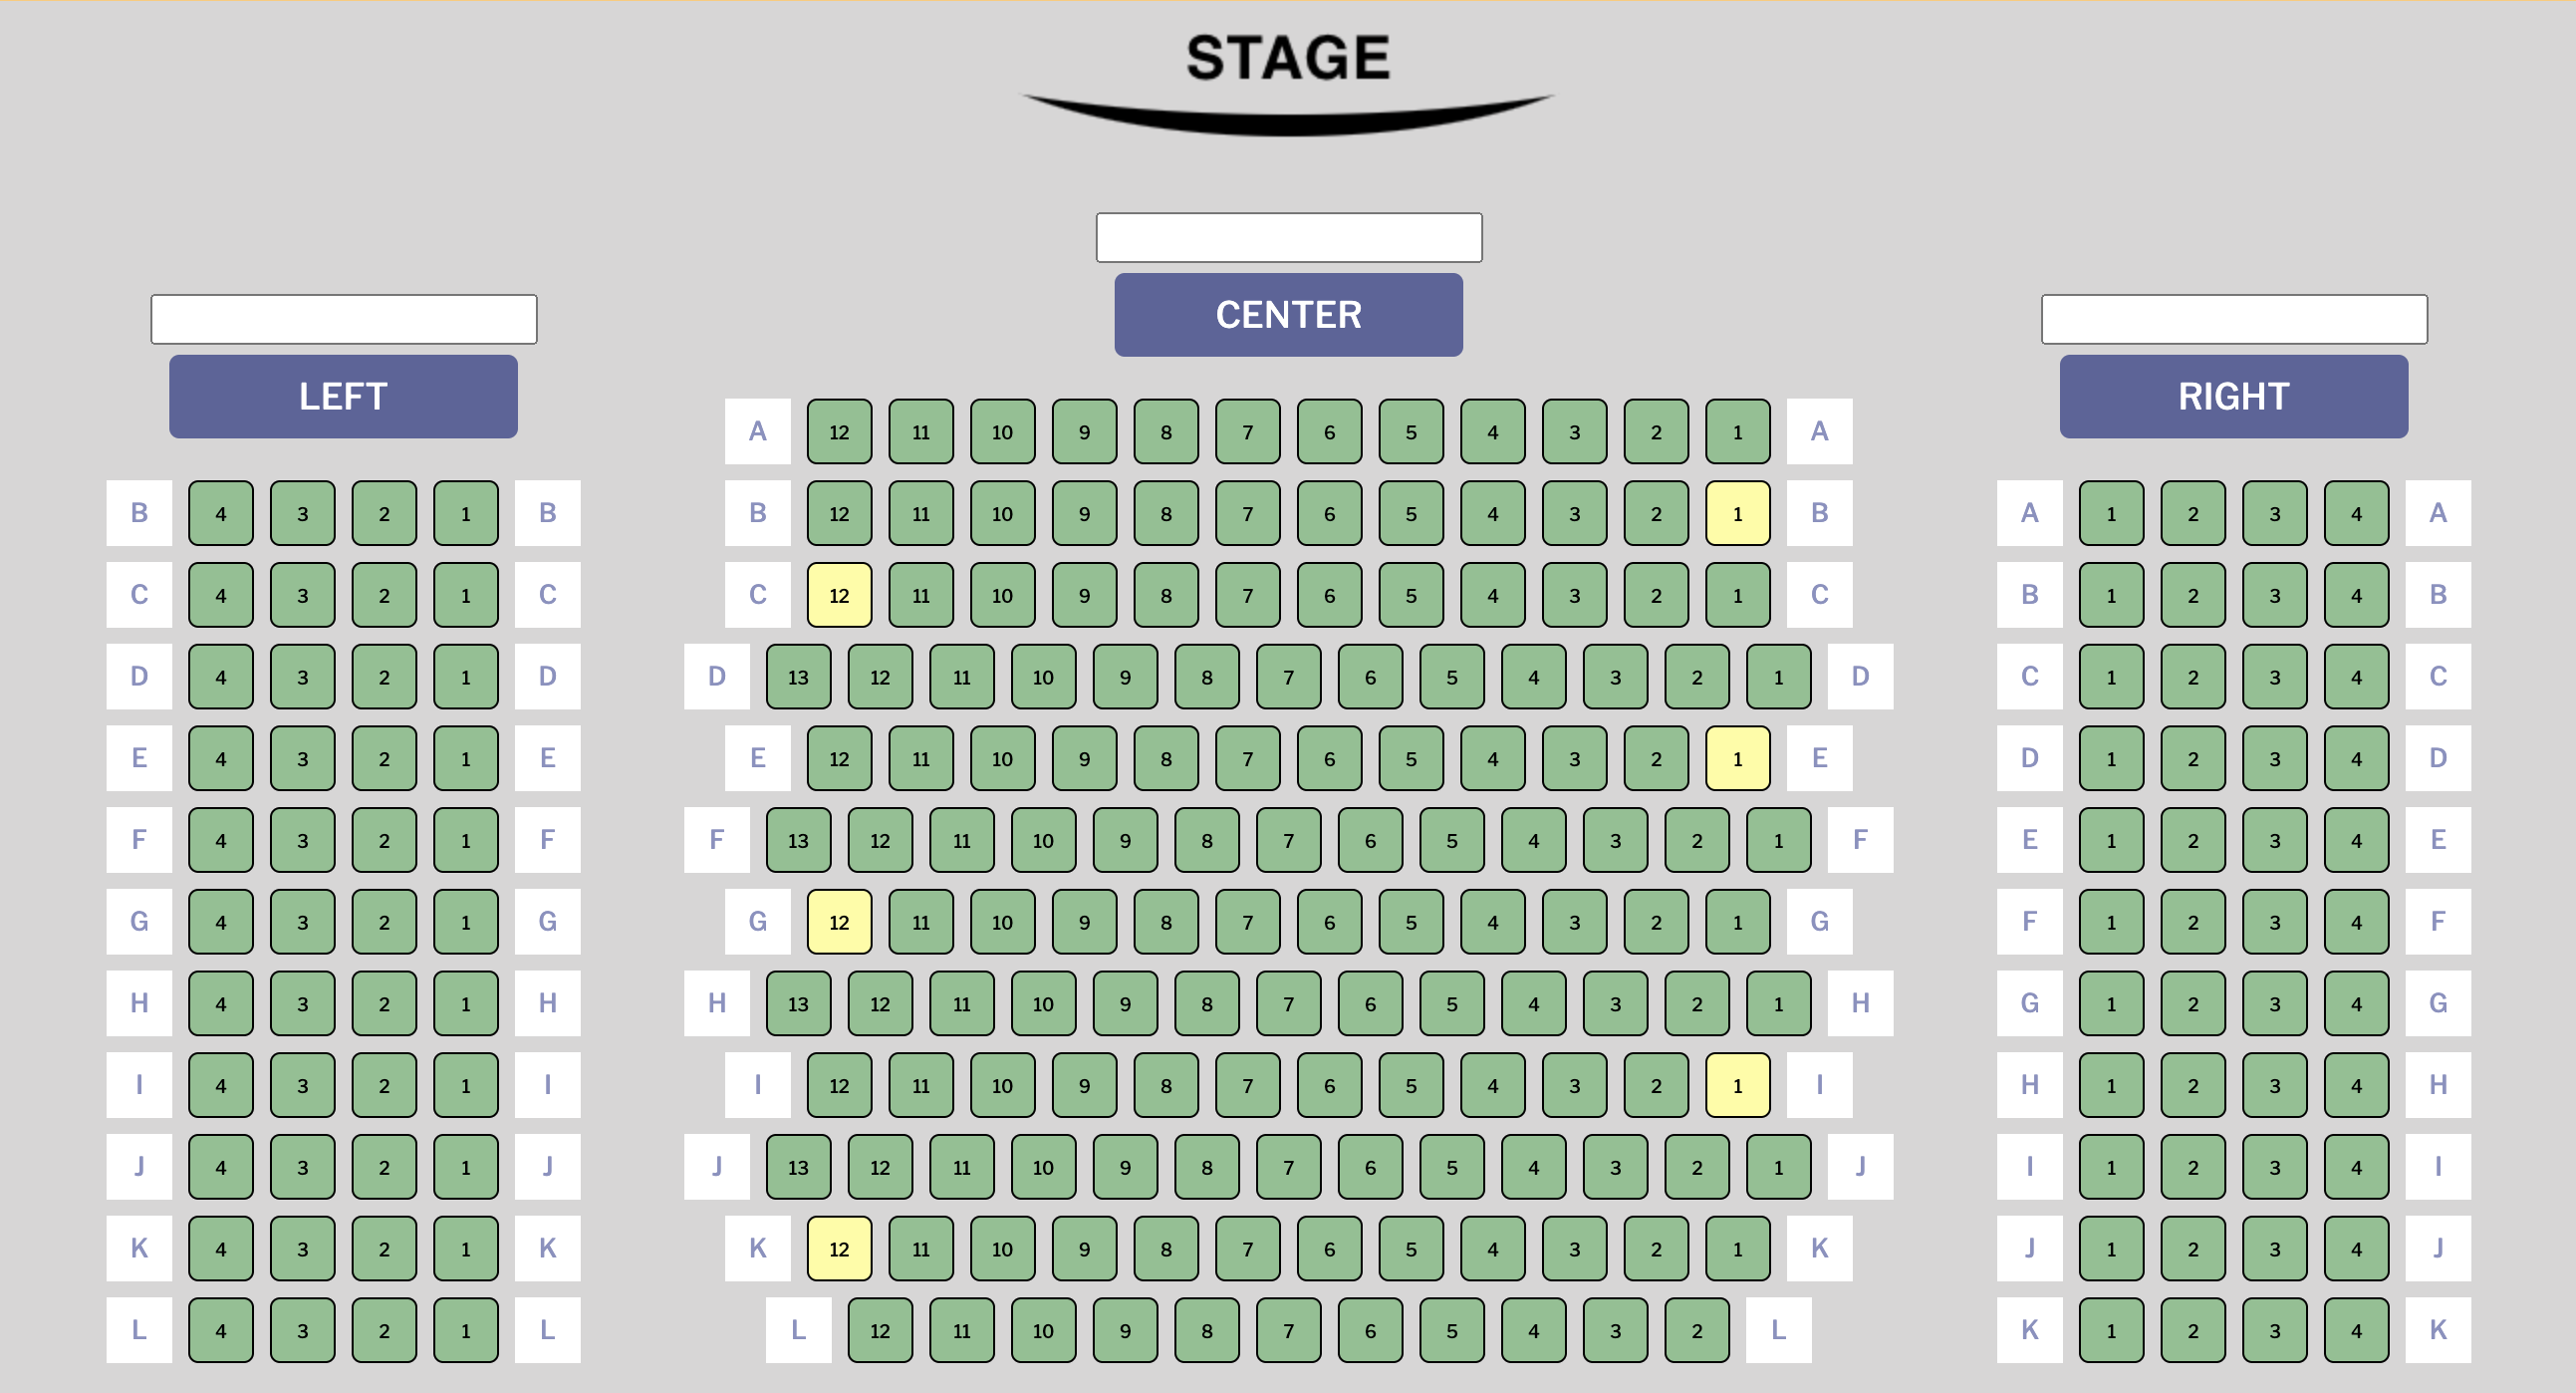 STAGE
CENTER
LEFT
RIGHT
A 12 11 10 9 8 7 6 5 4 3 2 1 A
B 4 3 2 1 B
B 12 11 10 9 8 7 6 5 4 3 2 1 B
A 1 2 3 4 A
C 4 3 2 1 C
C 12 11 10 9 8 7 6 5 4 3 2 1 C
B 1 2 3 4 B
D 4 3 2 1 D
D 13 12 11 10 9 8 7 6 5 4 3 2 1 D
C 1 2 3 4 C
E 4 3 2 1 E
E 12 11 10 9 8 7 6 5 4 3 2 1 E
D 1 2 3 4 D
F 4 3 2 1 F
F 13 12 11 10 9 8 7 6 5 4 3 2 1 F
E 1 2 3 4 E
G 4 3 2 1 G
G 12 11 10 9 8 7 6 5 4 3 2 1 G
F 1 2 3 4 F
H 4 3 2 1 H
H 13 12 11 10 9 8 7 6 5 4 3 2 1 H
G 1 2 3 4 G
I 4 3 2 1 I
I 12 11 10 9 8 7 6 5 4 3 2 1 I
H 1 2 3 4 H
J 4 3 2 1 J
J 13 12 11 10 9 8 7 6 5 4 3 2 1 J
I 1 2 3 4 I
K 4 3 2 1 K
K 12 11 10 9 8 7 6 5 4 3 2 1 K
J 1 2 3 4 J
L 4 3 2 1 L
L 12 11 10 9 8 7 6 5 4 3 2 L
K 1 2 3 4 K